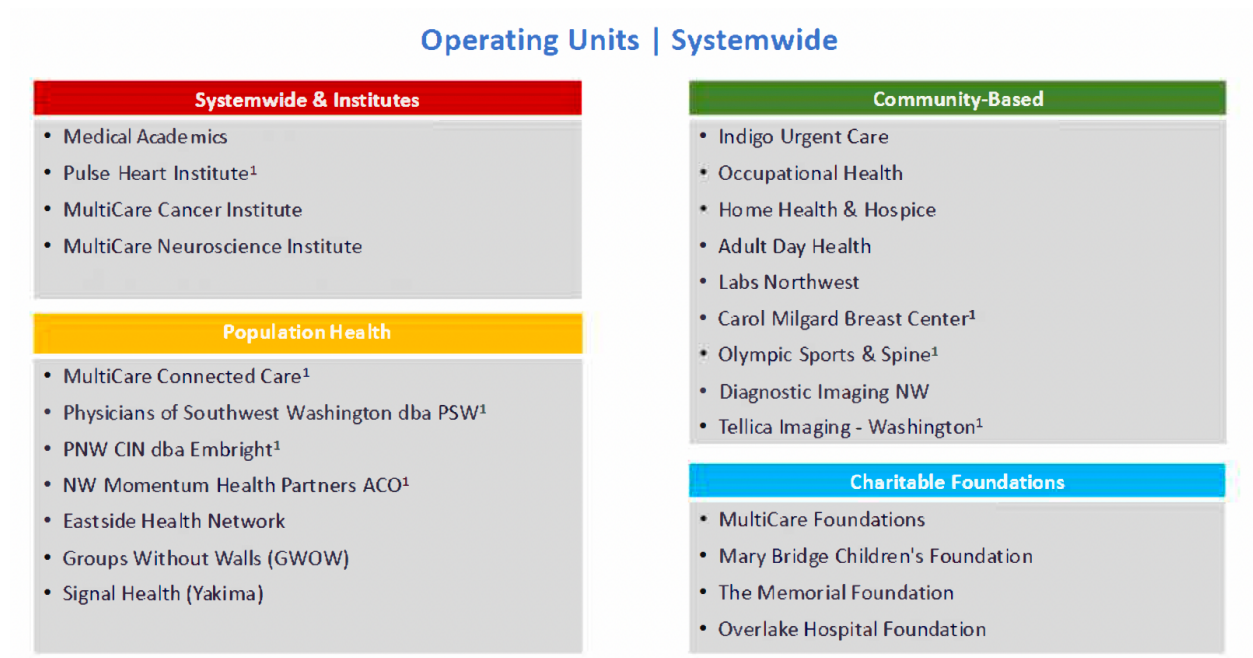 Operating Units | Systemwide
Systemwide & Institutes
• Medical Academics
• Pulse Heart Institute¹
• MultiCare Cancer Institute
• MultiCare Neuroscience Institute
Population Health
• MultiCare Connected Care¹
• Physicians of Southwest Washington dba PSW¹
• PNW CIN dba Embright¹
• NW Momentum Health Partners ACO¹
• Eastside Health Network
• Groups Without Walls (GWOW)
• Signal Health (Yakima)
Community-Based
• Indigo Urgent Care
• Occupational Health
• Home Health & Hospice
• Adult Day Health
• Labs Northwest
• Carol Milgard Breast Center¹
• Olympic Sports & Spine¹
• Diagnostic Imaging NW
• Tellica Imaging - Washington¹
Charitable Foundations
• MultiCare Foundations
• Mary Bridge Children's Foundation
• The Memorial Foundation
• Overlake Hospital Foundation